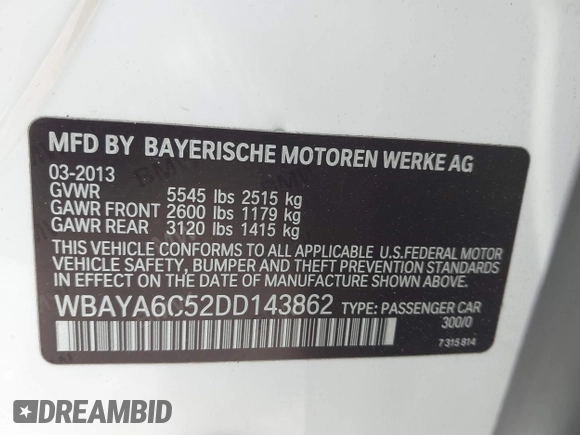 MFD BY BAYERISCHE MOTOREN WERKE AG
03-2013
GVWR 5545 lbs 2515 kg
GAWR FRONT 2600 lbs 1179 kg
GAWR REAR 3120 lbs 1415 kg
THIS VEHICLE CONFORMS TO ALL APPLICABLE U.S.FEDERAL MOTOR
VEHICLE SAFETY, BUMPER, AND THEFT PREVENTION STANDARDS
IN EFFECT ON THE DATE OF MANUFACTURE SHOWN ABOVE.
WBAYA6C52DD143862 TYPE: PASSENGER CAR
300/0
7 315 814
DREAMBID